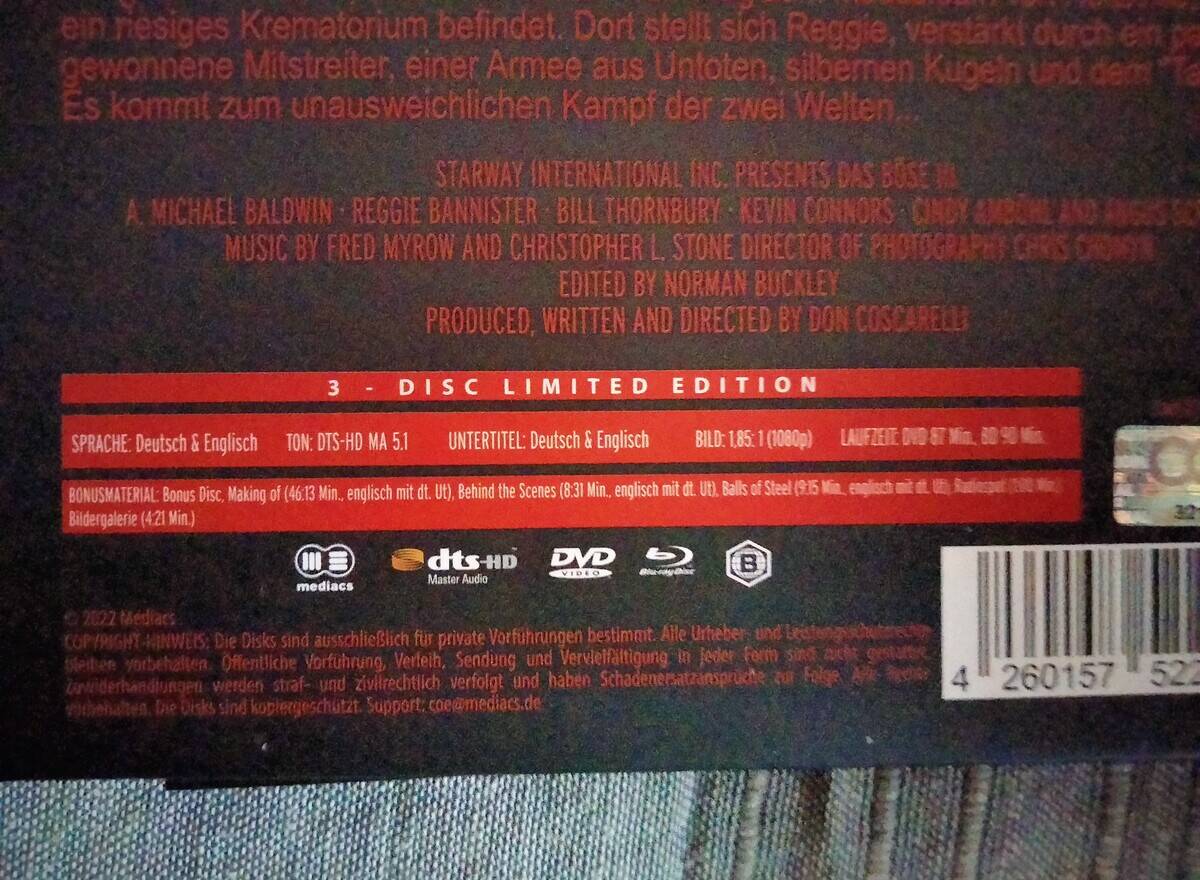 ein riesiges Krematorium befindet. Dort stellt sich Reggie, verstärkt durch ein
gewonnene Mitstreiter, einer Armee aus Untoten, silbernen Kugeln und dem
Es kommt zum unausweichlichen Kampf der zwei Welten...
STARWAY INTERNATIONAL INC. PRESENTS DAS BÖSE III
A. MICHAEL BALDWIN · REGGIE BANNISTER · BILL THORNBURY · KEVIN CONNORS · CINDY AND
MUSIC BY FRED MYROW AND CHRISTOPHER L. STONE DIRECTOR OF PHOTOGRAPHY CHRIS
EDITED BY NORMAN BUCKLEY
PRODUCED, WRITTEN AND DIRECTED BY DON COSCARELLI
3 - DISC LIMITED EDITION
SPRACHE: Deutsch & Englisch TON: DTS-HD MA 5.1 UNTERTITEL: Deutsch & Englisch BILD: 1,85: 1 (1080p) LAUFZEIT: DVD 87 Min., BD 90 Min.
BONUSMATERIAL: Bonus Disc, Making of (46:13 Min., englisch mit dt. Ut), Behind the Scenes (8:31 Min., englisch mit dt. Ut), Balls of Steel (9:15 Min., englisch mit dt. Ut),
Bildergalerie (4:21 Min.)
mediacs dts-HD Master Audio DVD VIDEO Blu-ray Disc B
© 2022 Mediacs
COPYRIGHT-HINWEIS: Die Disks sind ausschließlich für private Vorführungen bestimmt. Alle Urheber- und Leistungsschutzrechte
bleiben vorbehalten. Öffentliche Vorführung, Verleih, Sendung und Vervielfältigung in jeder Form sind nicht gestattet.
Zuwiderhandlungen werden straf- und zivilrechtlich verfolgt und haben Schadenersatzansprüche zur Folge. Alle
vorbehalten. Die Disks sind kopiergeschützt. Support: coe@mediacs.de
4 260157 522